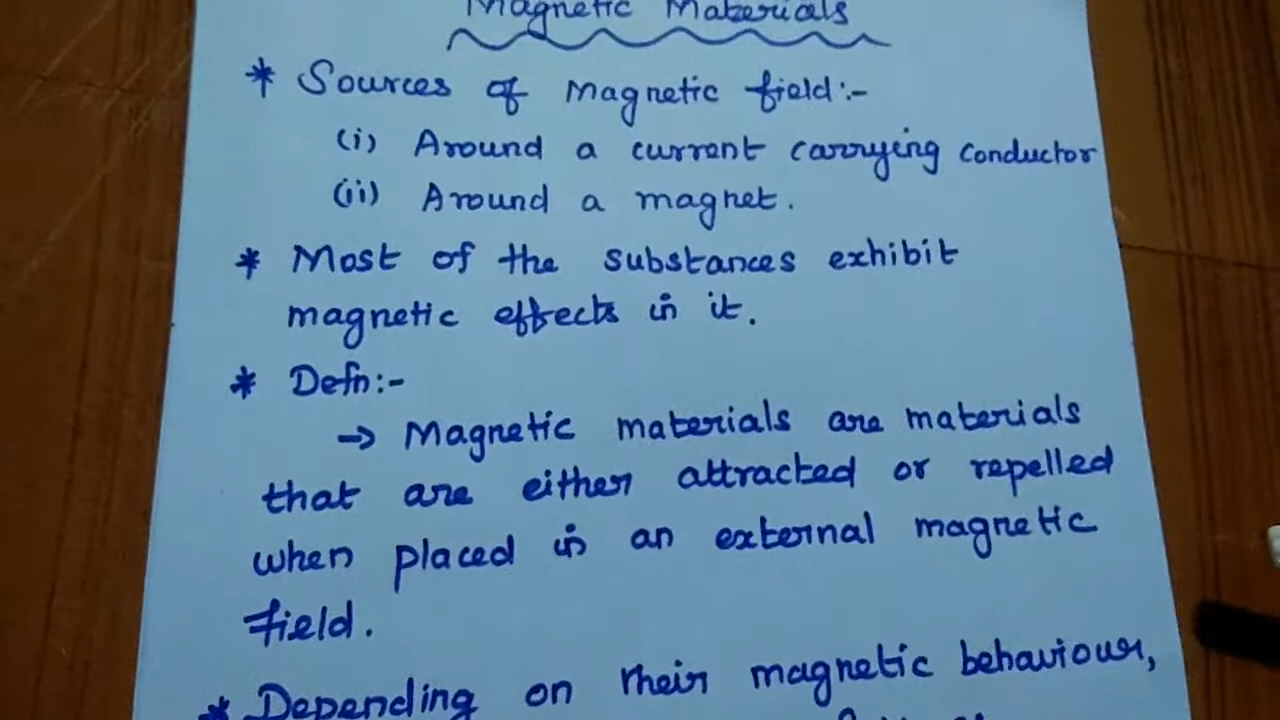 Magnetic Materials
* Sources of Magnetic field:-
(i) Around a current carrying conductor
(ii) Around a magnet.
* Most of the substances exhibit
magnetic effects in it.
* Defn:-
→ Magnetic materials are materials
that are either attracted or repelled
when placed in an external magnetic
field.
* Depending on their magnetic behaviour,